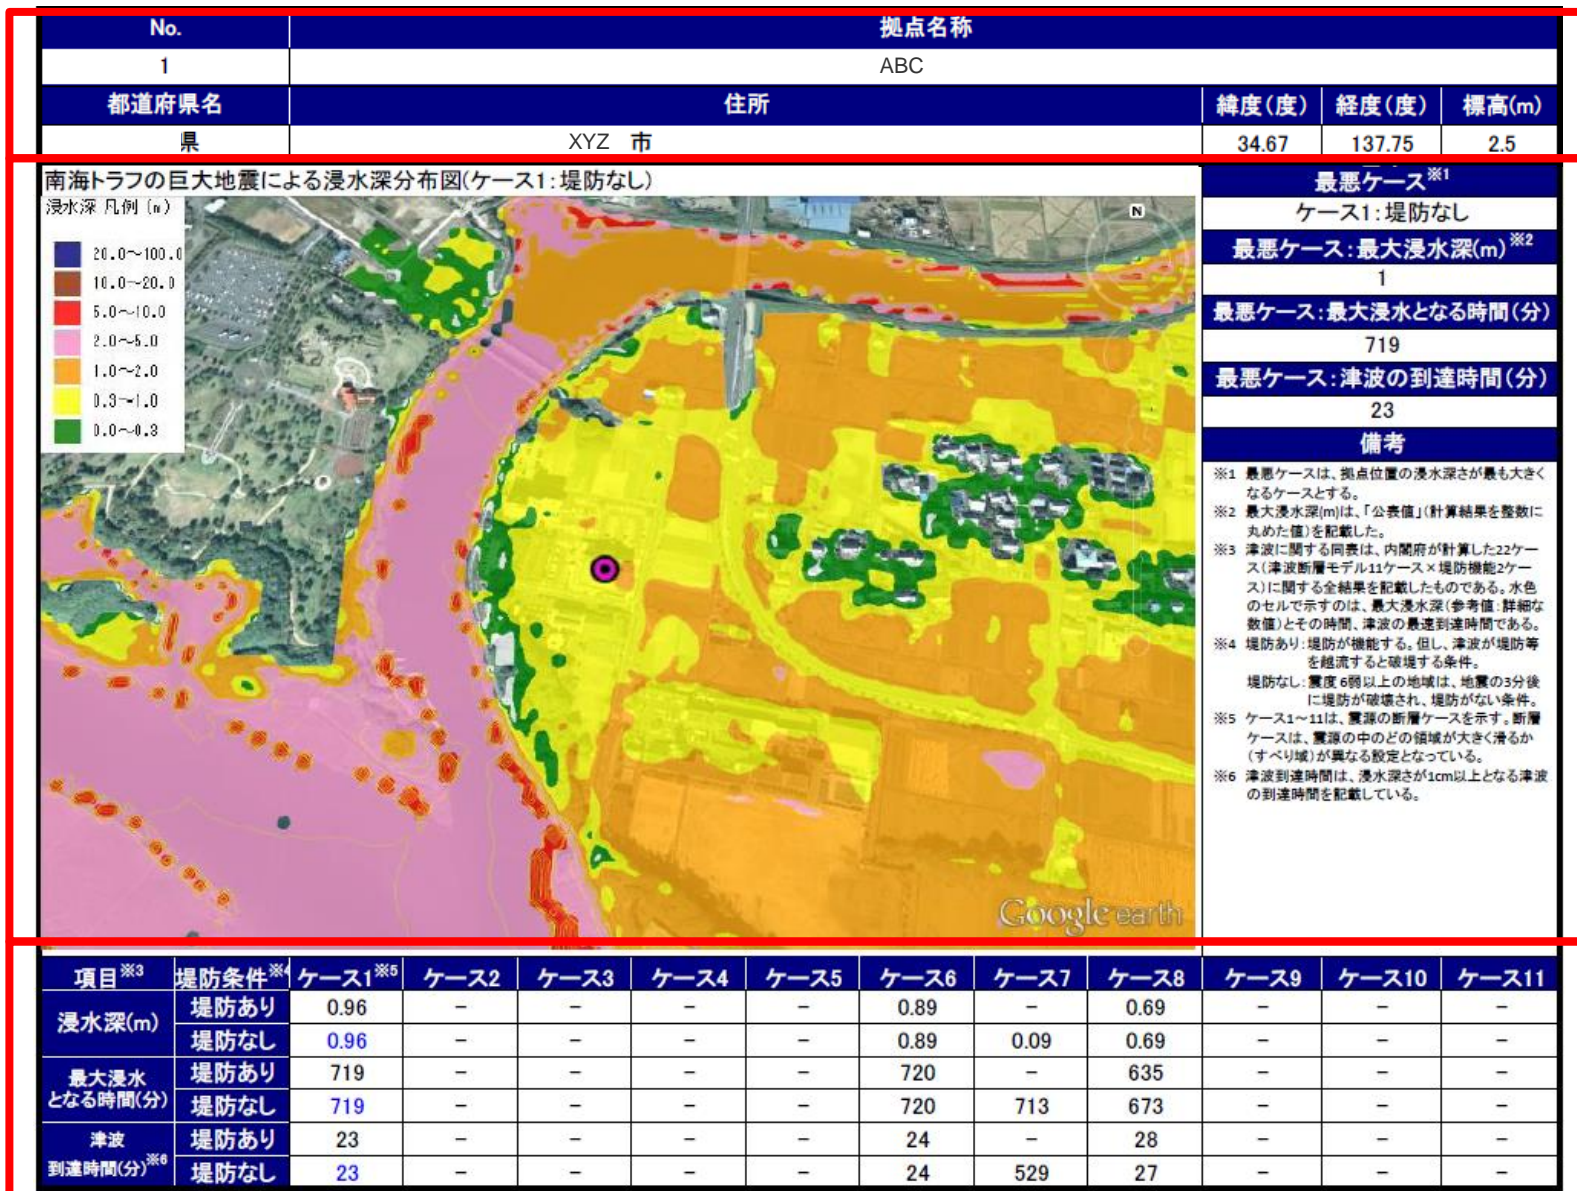 No. 拠点名称
1 ABC
都道府県名 住所 緯度(度) 経度(度) 標高(m)
県 XYZ 市 34.67 137.75 2.5
南海トラフの巨大地震による浸水深分布図(ケース1:堤防なし)
浸水深 凡例 (m)
20.0~100.0
10.0~20.0
5.0~10.0
2.0~5.0
1.0~2.0
0.3~1.0
0.0~0.3
N
Google earth
最悪ケース※1
ケース1:堤防なし
最悪ケース:最大浸水深(m)※2
1
最悪ケース:最大浸水となる時間(分)
719
最悪ケース:津波の到達時間(分)
23
備考
※1 最悪ケースは、拠点位置の浸水深さが最も大きく
なるケースとする。
※2 最大浸水深(m)は、「公表値」(計算結果を整数に
丸めた値)を記載した。
※3 津波に関する同表は、内閣府が計算した22ケー
ス(津波断層モデル11ケース×堤防機能2ケー
ス)に関する全結果を記載したものである。水色
のセルで示すのは、最大浸水深(参考値:詳細な
数値)とその時間、津波の最速到達時間である。
※4 堤防あり:堤防が機能する。但し、津波が堤防等
を越流すると破堤する条件。
堤防なし:震度6弱以上の地域は、地震の3分後
に堤防が破壊され、堤防がない条件。
※5 ケース1~11は、震源の断層ケースを示す。断層
ケースは、震源の中のどの領域が大きく滑るか
(すべり域)が異なる設定となっている。
※6 津波到達時間は、浸水深さが1cm以上となる津波
の到達時間を記載している。
項目※3 堤防条件※4 ケース1※5 ケース2 ケース3 ケース4 ケース5 ケース6 ケース7 ケース8 ケース9 ケース10 ケース11
浸水深(m) 堤防あり 0.96 - - - - 0.89 - 0.69 - - -
堤防なし 0.96 - - - - 0.89 0.09 0.69 - - -
最大浸水
となる時間(分) 堤防あり 719 - - - - 720 - 635 - - -
堤防なし 719 - - - - 720 713 673 - - -
津波
到達時間(分)※6 堤防あり 23 - - - - 24 - 28 - - -
堤防なし 23 - - - - 24 529 27 - - -